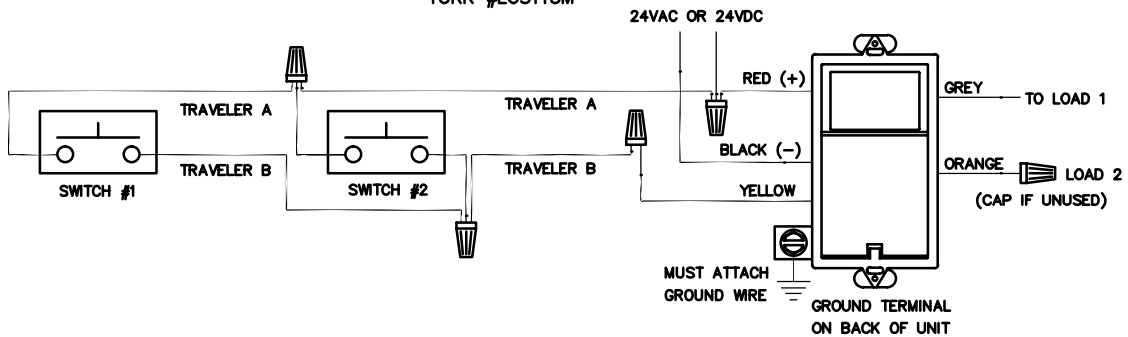 24VAC OR 24VDC
RED (+)
GREY
TO LOAD 1
TRAVELER A
TRAVELER A
BLACK (–)
ORANGE
LOAD 2
TRAVELER B
TRAVELER B
SWITCH #1
SWITCH #2
YELLOW
(CAP IF UNUSED)
MUST ATTACH
GROUND WIRE
GROUND TERMINAL
ON BACK OF UNIT